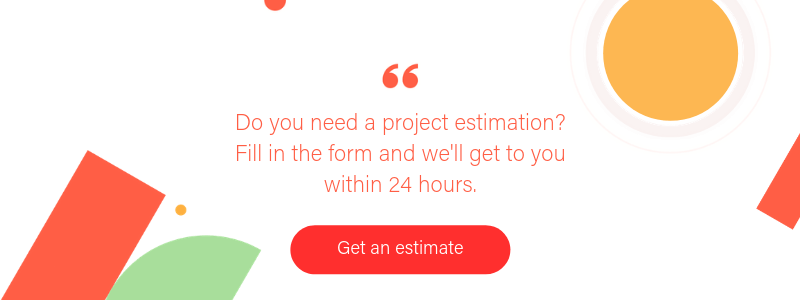 “
Do you need a project estimation?
Fill in the form and we'll get to you
within 24 hours.
Get an estimate